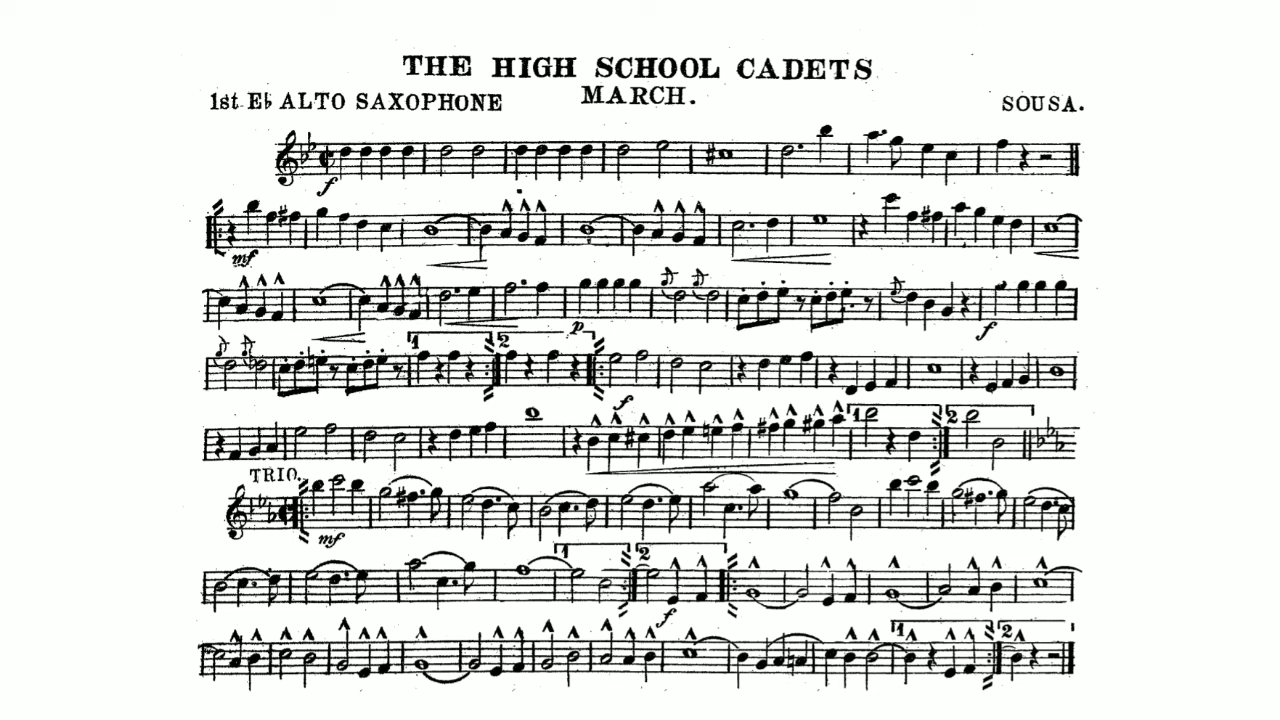 THE HIGH SCHOOL CADETS
MARCH.
1st E♭ ALTO SAXOPHONE
SOUSA.
f
mf
p
f
1 2
f
1 2
TRIO.
mf
1 2
f
1 2